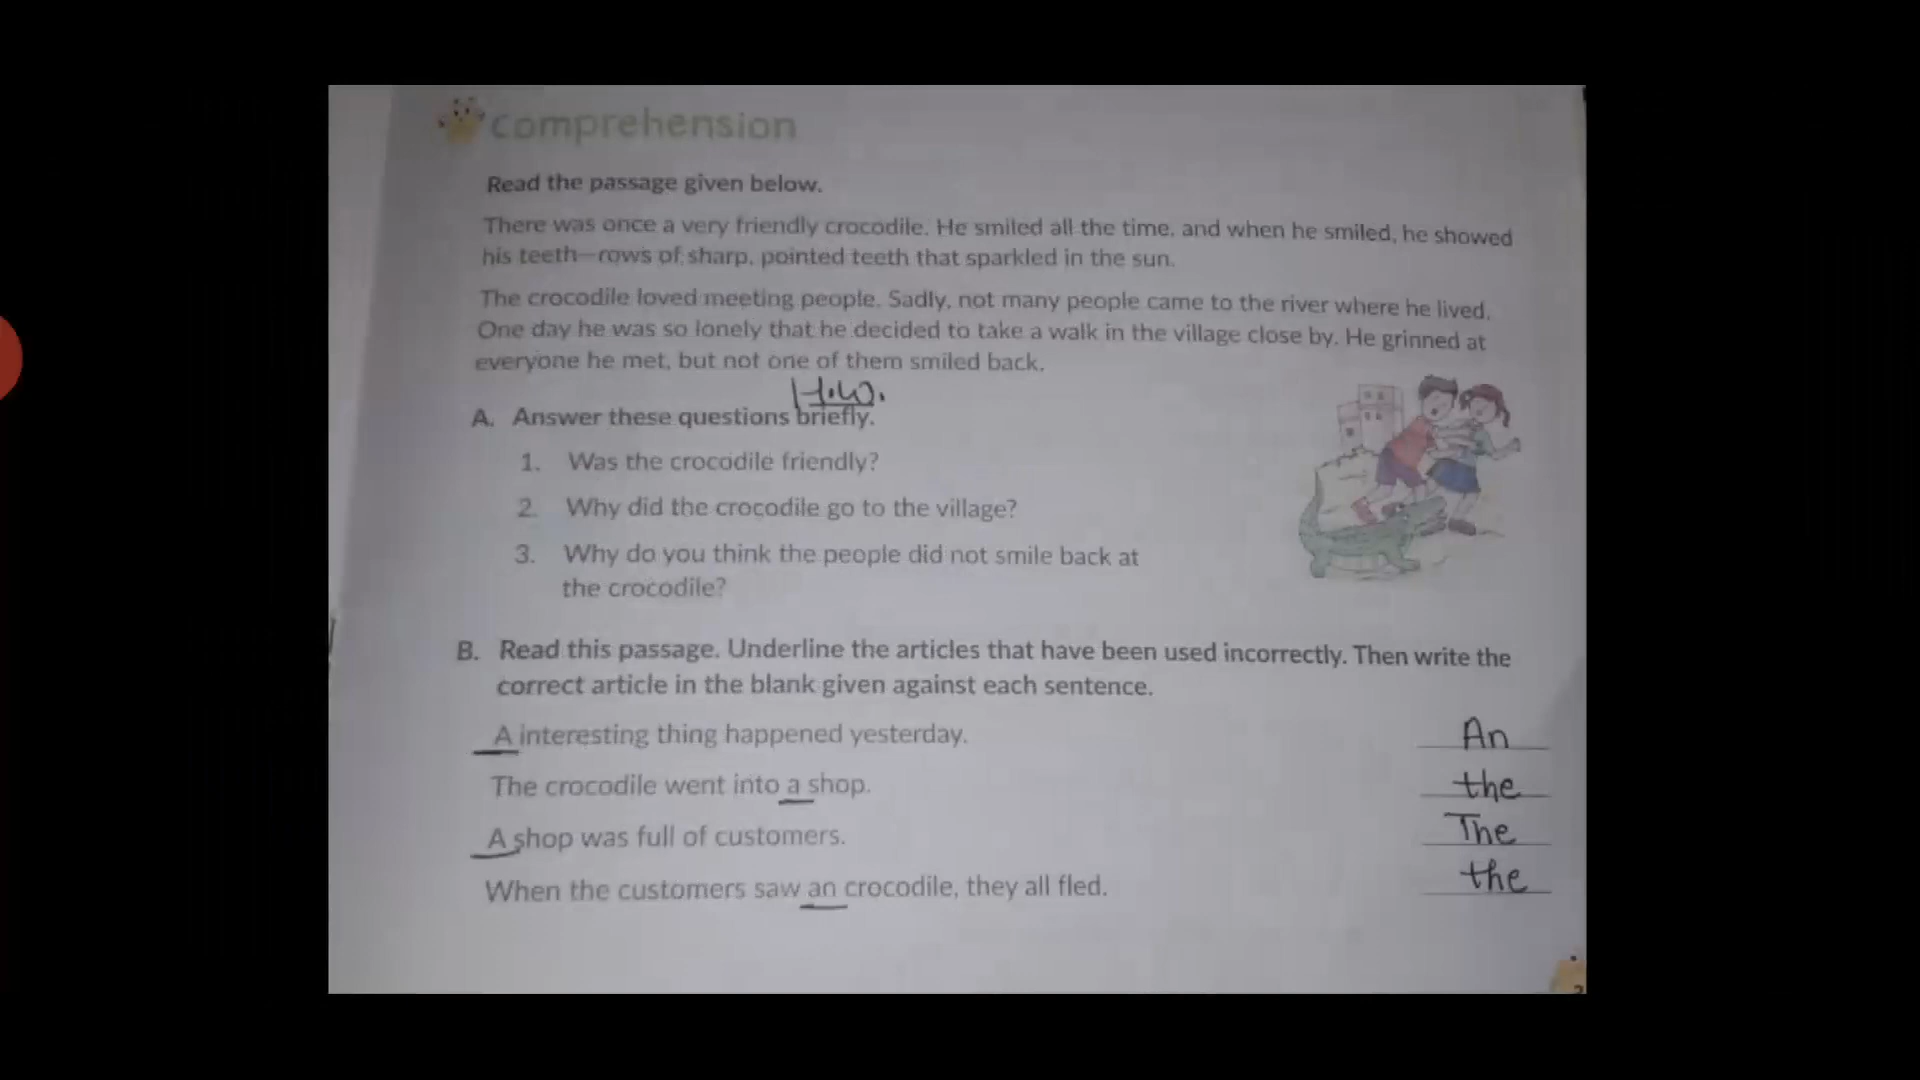 comprehension
Read the passage given below.
There was once a very friendly crocodile. He smiled all the time, and when he smiled, he showed
his teeth—rows of sharp, pointed teeth that sparkled in the sun.
The crocodile loved meeting people. Sadly, not many people came to the river where he lived.
One day he was so lonely that he decided to take a walk in the village close by. He grinned at
everyone he met, but not one of them smiled back.
H.W.
A. Answer these questions briefly.
1. Was the crocodile friendly?
2. Why did the crocodile go to the village?
3. Why do you think the people did not smile back at
the crocodile?
B. Read this passage. Underline the articles that have been used incorrectly. Then write the
correct article in the blank given against each sentence.
A interesting thing happened yesterday. An
The crocodile went into a shop. the
A shop was full of customers. The
When the customers saw an crocodile, they all fled. the